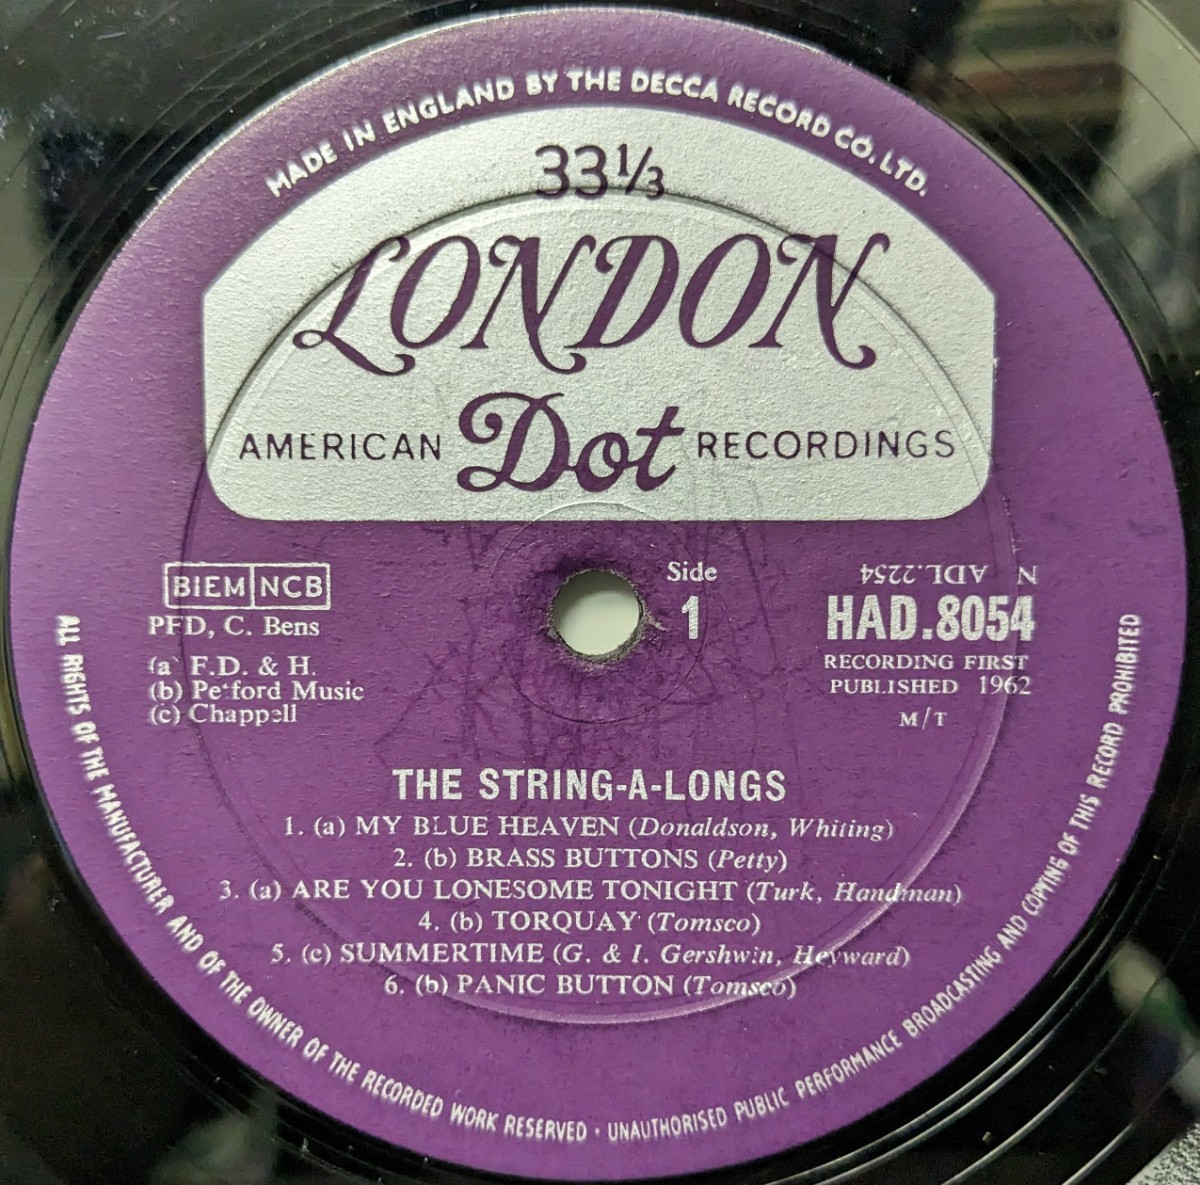 MADE IN ENGLAND BY THE DECCA RECORD CO. LTD.
33⅓
LONDON
AMERICAN Dot RECORDINGS
BIEM NCB
PFD, C. Bens
(a) F.D. & H.
(b) Petford Music
(c) Chappell
Side
1
N ADL.2254
HAD.8054
RECORDING FIRST
PUBLISHED 1962
M/T
THE STRING-A-LONGS
1. (a) MY BLUE HEAVEN (Donaldson, Whiting)
2. (b) BRASS BUTTONS (Petty)
3. (a) ARE YOU LONESOME TONIGHT (Turk, Handman)
4. (b) TORQUAY (Tomsco)
5. (c) SUMMERTIME (G. & I. Gershwin, Heyward)
6. (b) PANIC BUTTON (Tomsco)
ALL RIGHTS OF THE MANUFACTURER AND OF THE OWNER OF THE RECORDED WORK RESERVED · UNAUTHORISED PUBLIC PERFORMANCE BROADCASTING AND COPYING OF THIS RECORD PROHIBITED